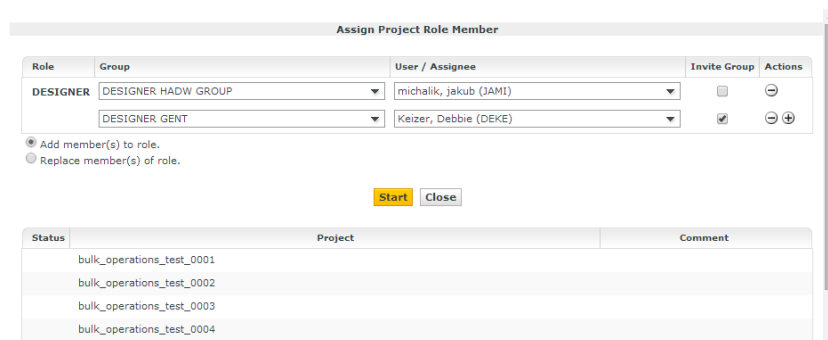 Assign Project Role Member
Role Group User / Assignee Invite Group Actions
DESIGNER DESIGNER HADW GROUP michalik, jakub (JAMI)
DESIGNER GENT Keizer, Debbie (DEKE)
Add member(s) to role.
Replace member(s) of role.
Start Close
Status Project Comment
bulk_operations_test_0001
bulk_operations_test_0002
bulk_operations_test_0003
bulk_operations_test_0004